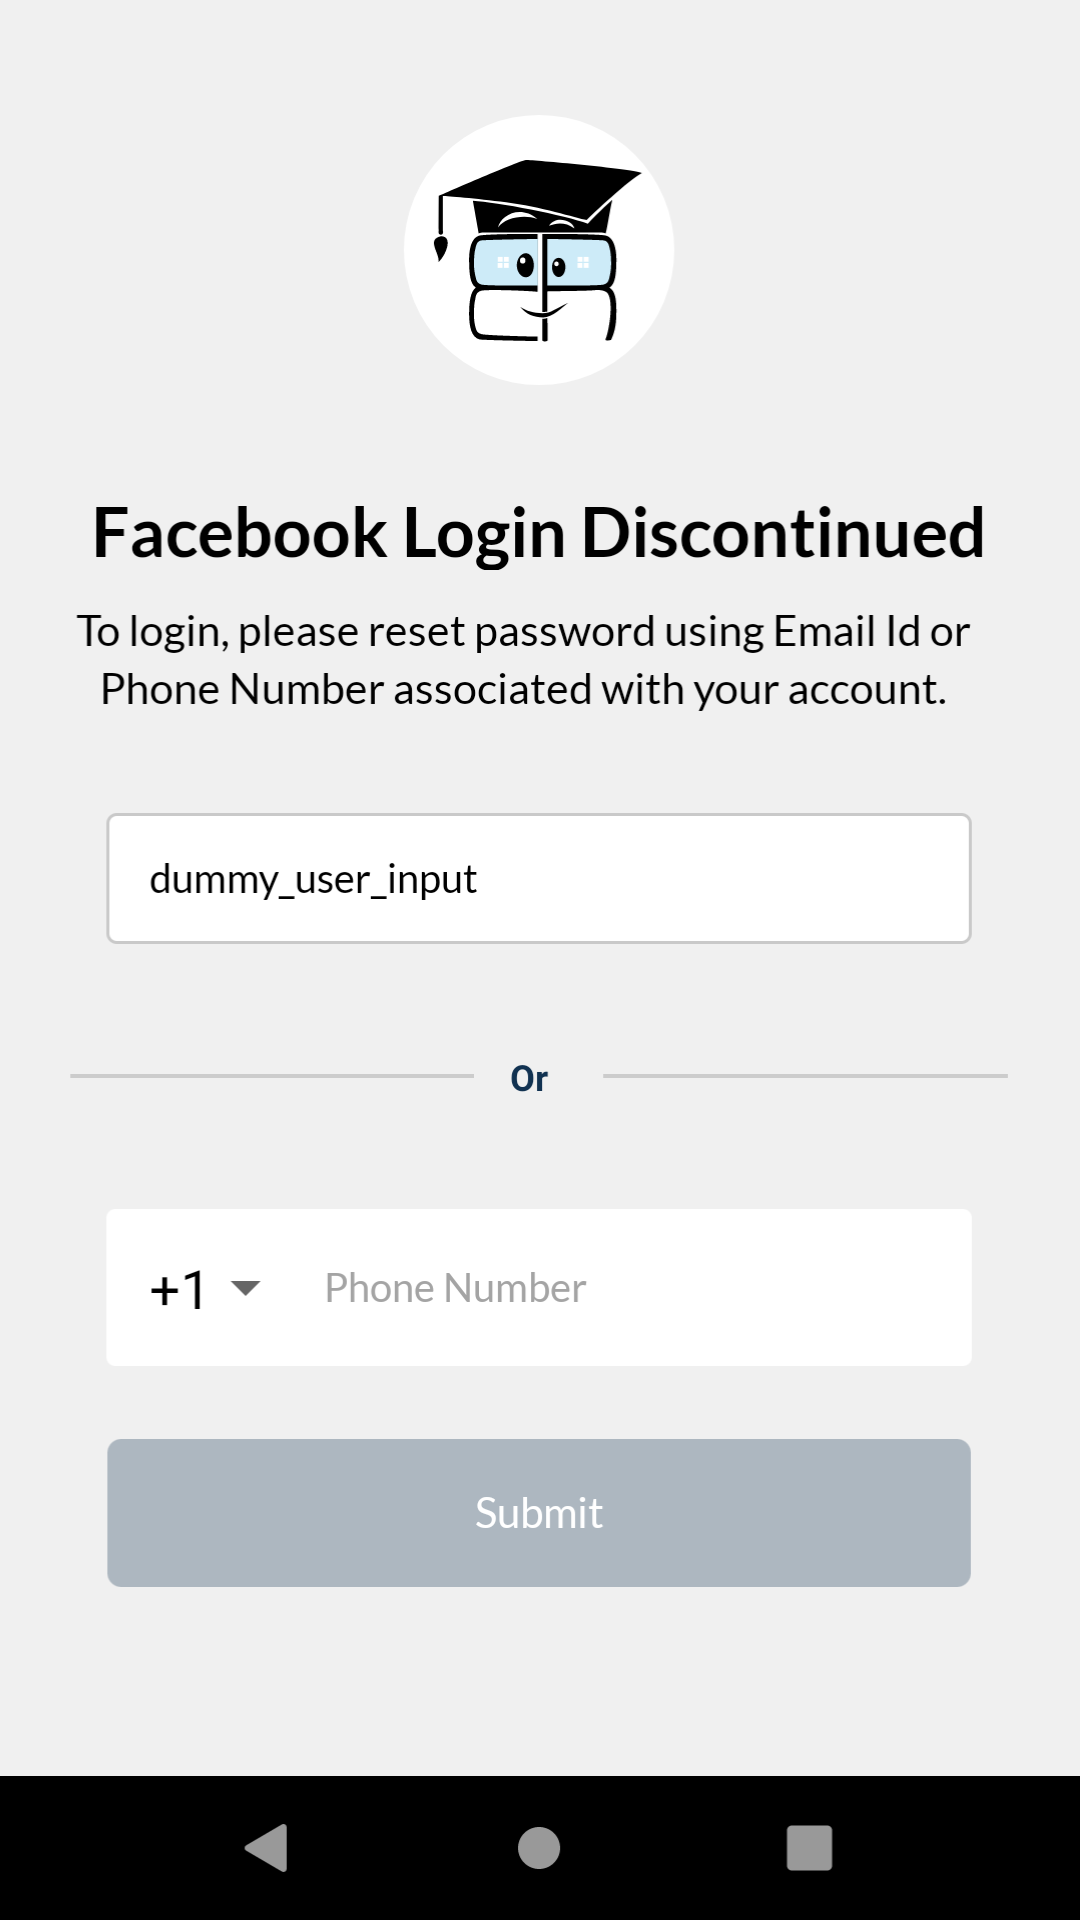 Facebook Login Discontinued
To login, please reset password using Email Id or
Phone Number associated with your account.
dummy_user_input
Or
+1 Phone Number
Submit